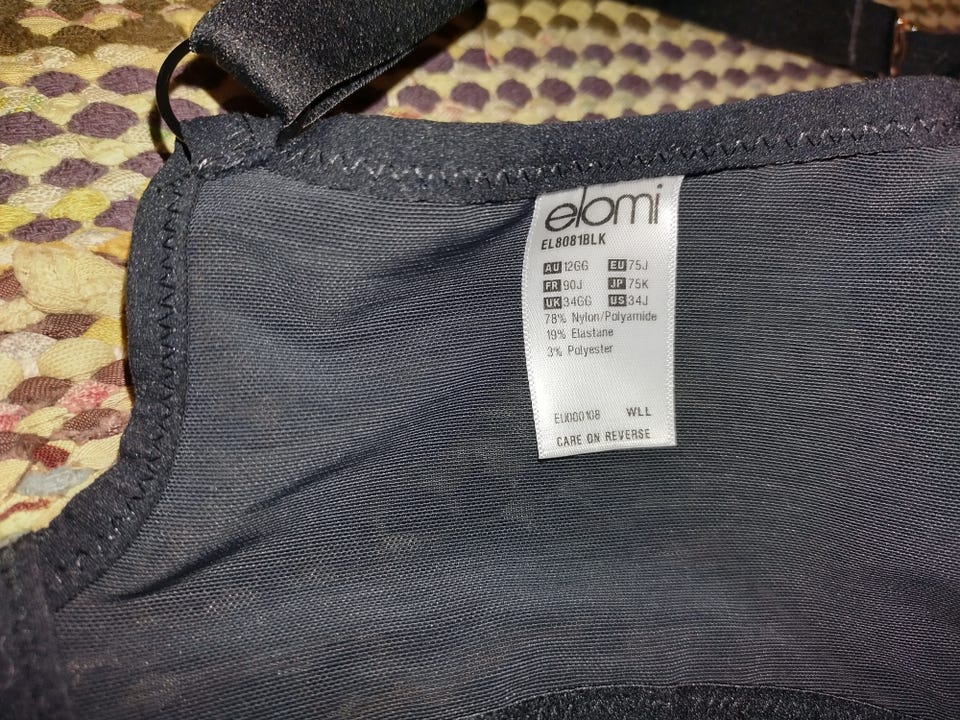 elomi
EL8081BLK
AU 12GG EU 75J
FR 90J JP 75K
UK 34GG US 34J
78% Nylon/Polyamide
19% Elastane
3% Polyester
EU000108 WLL
CARE ON REVERSE